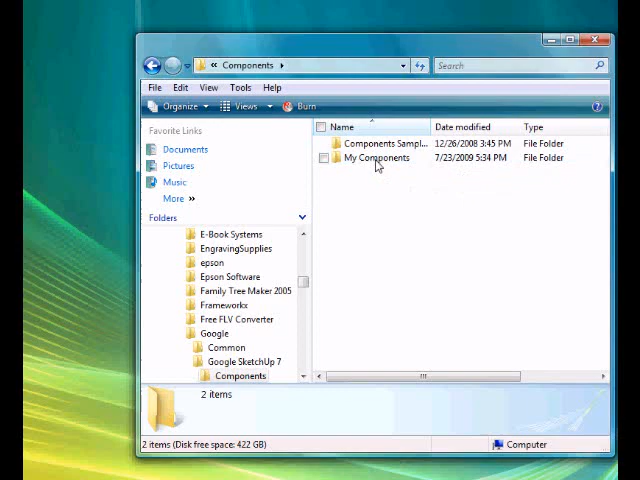 « Components
Search
File Edit View Tools Help
Organize Views Burn
Favorite Links
Documents
Pictures
Music
More »
Folders
E-Book Systems
EngravingSupplies
epson
Epson Software
Family Tree Maker 2005
Frameworkx
Free FLV Converter
Google
Common
Google SketchUp 7
Components
Name Date modified Type
Components Sampl... 12/26/2008 3:45 PM File Folder
My Components 7/23/2009 5:34 PM File Folder
2 items
2 items (Disk free space: 422 GB) Computer